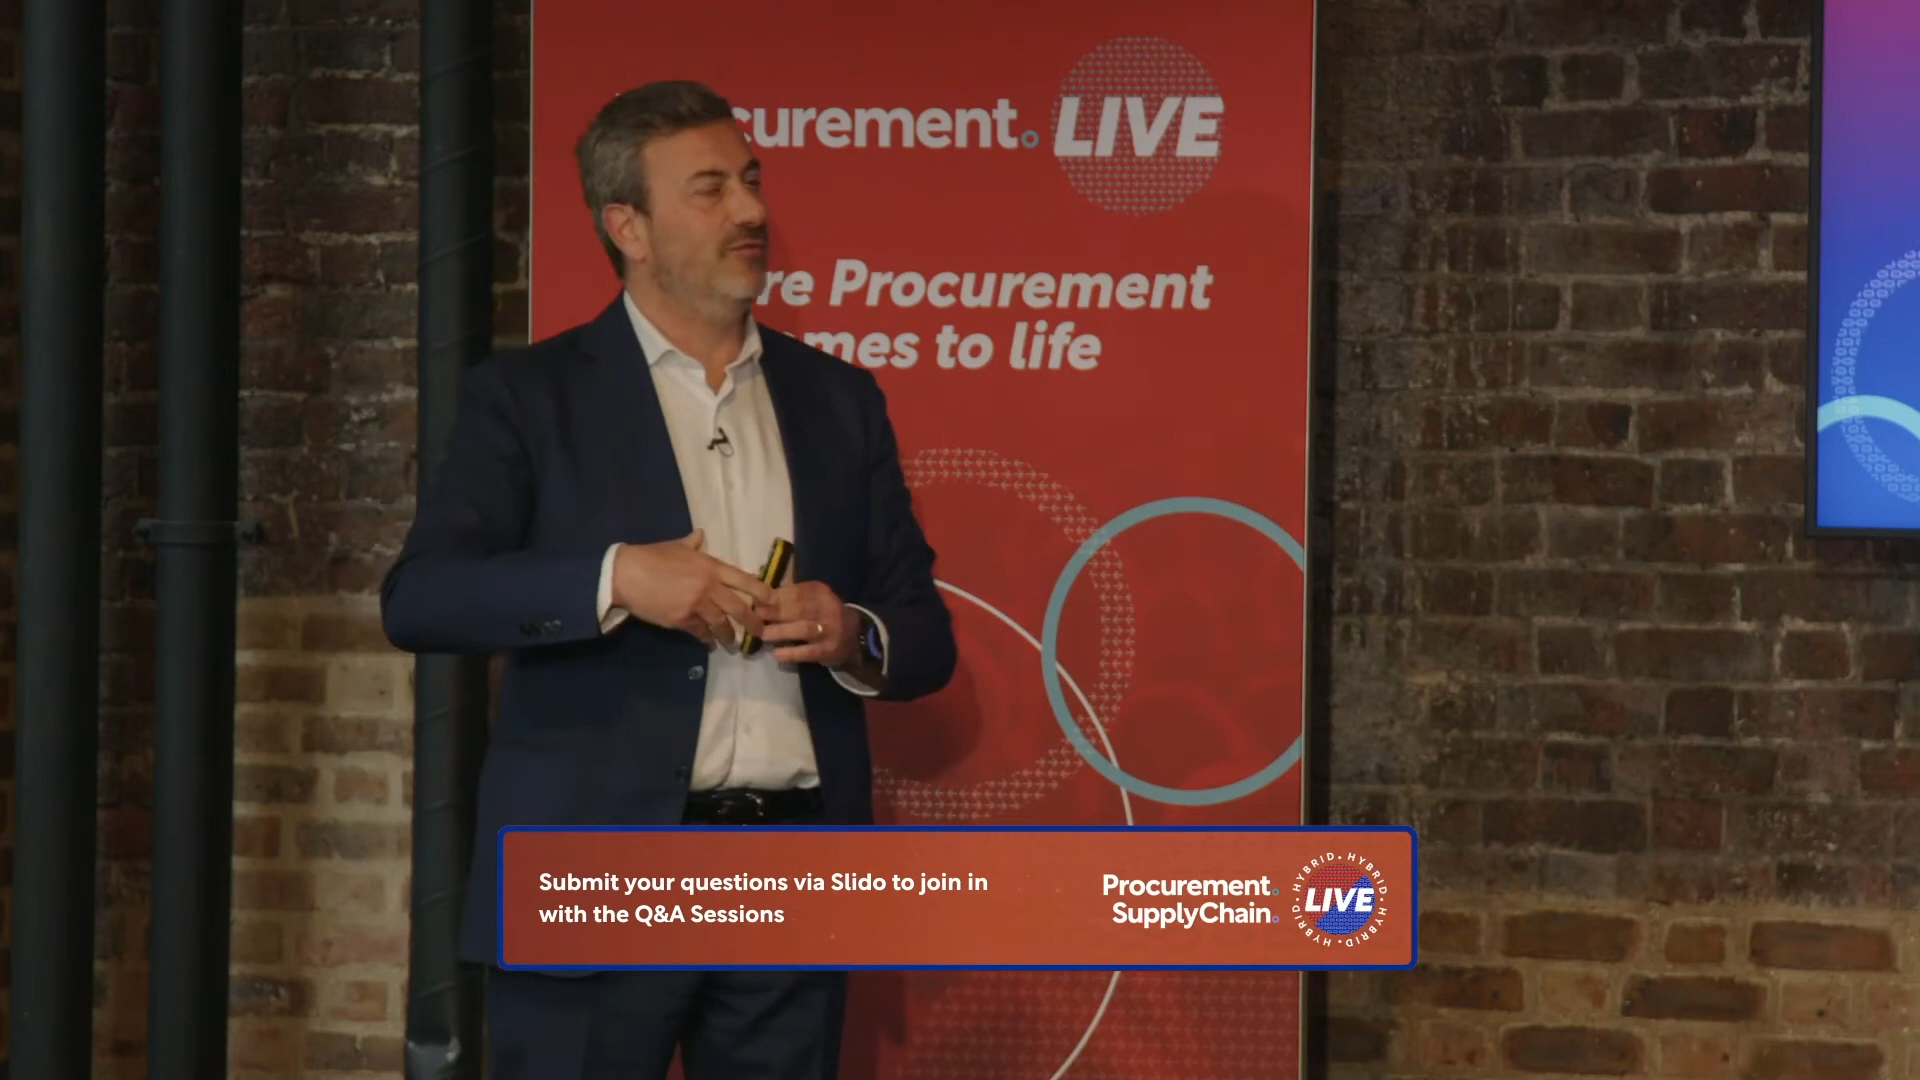 curement. LIVE
re Procurement
mes to life
Submit your questions via Slido to join in
with the Q&A Sessions
Procurement.
SupplyChain.
LIVE
HYBRID • HYBRID • HYBRID • HYBRID •